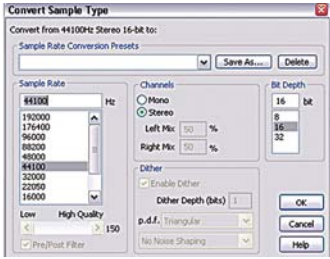 Convert Sample Type
Convert from 44100Hz Stereo 16-bit to:
Sample Rate Conversion Presets
Save As...
Delete
Sample Rate
44100 Hz
192000
176400
96000
88200
48000
44100
32000
22050
16000
Low High Quality
150
Pre/Post Filter
Channels
Mono
Stereo
Left Mix 50 %
Right Mix 50 %
Dither
Enable Dither
Dither Depth (bits) 1
p.d.f. Triangular
No Noise Shaping
Bit Depth
16 bit
8
16
32
OK
Cancel
Help